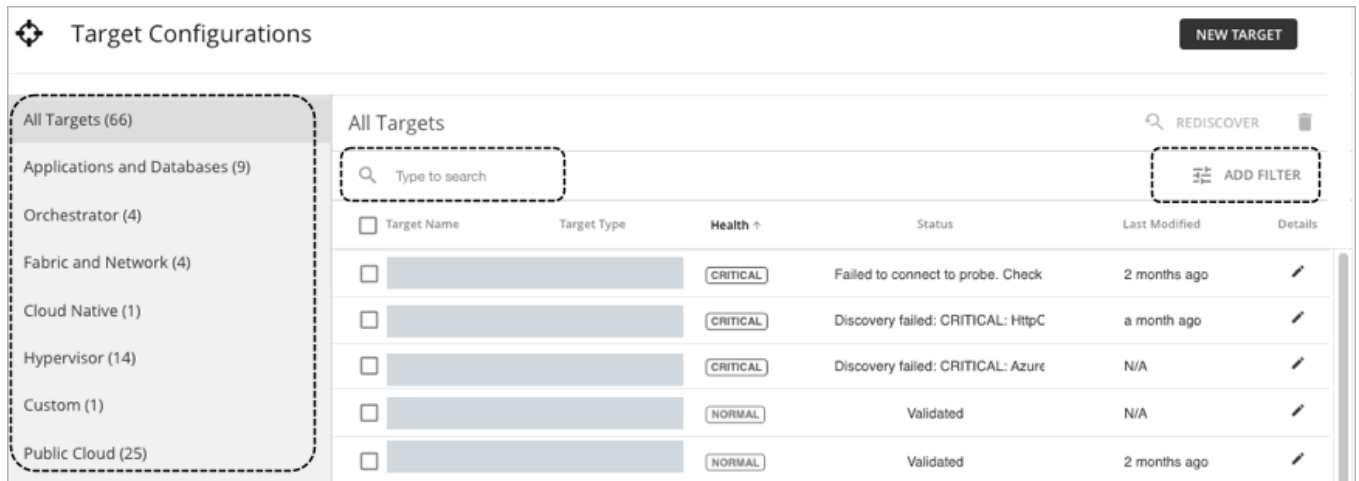 Target Configurations
NEW TARGET
All Targets (66)
Applications and Databases (9)
Orchestrator (4)
Fabric and Network (4)
Cloud Native (1)
Hypervisor (14)
Custom (1)
Public Cloud (25)
All Targets
REDISCOVER
Type to search
ADD FILTER
Target Name Target Type Health ↑ Status Last Modified Details
CRITICAL Failed to connect to probe. Check 2 months ago
CRITICAL Discovery failed: CRITICAL: HttpC a month ago
CRITICAL Discovery failed: CRITICAL: Azure N/A
NORMAL Validated N/A
NORMAL Validated 2 months ago